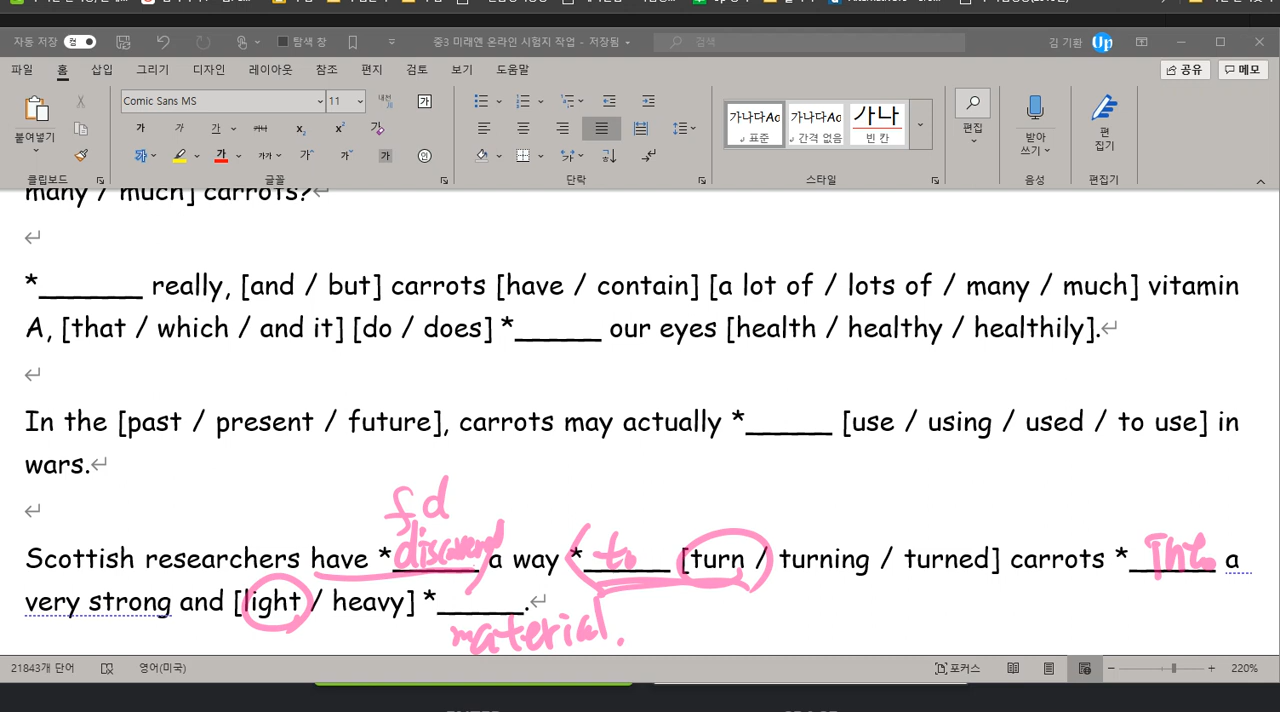 자동 저장 켬 탐색 창 중3 미래엔 온라인 시험지 작업 - 저장됨 검색 김 기환 Up
파일 홈 삽입 그리기 디자인 레이아웃 참조 편지 검토 보기 도움말 공유 메모
붙여넣기 Comic Sans MS 11 가나다Ac 가나다Ac 가나 편집 받아쓰기 편집기
표준 간격 없음 빈 칸
클립보드 글꼴 단락 스타일 음성 편집기
many / much] carrots?
*______ really, [and / but] carrots [have / contain] [a lot of / lots of / many / much] vitamin
A, [that / which / and it] [do / does] *_____ our eyes [health / healthy / healthily].
In the [past / present / future], carrots may actually *_____ [use / using / used / to use] in
wars.
fd
discovered to into
Scottish researchers have *_____ a way *_____ [turn / turning / turned] carrots *_____ a
very strong and [light / heavy] *_____.
material.
21843개 단어 영어(미국) 포커스 220%